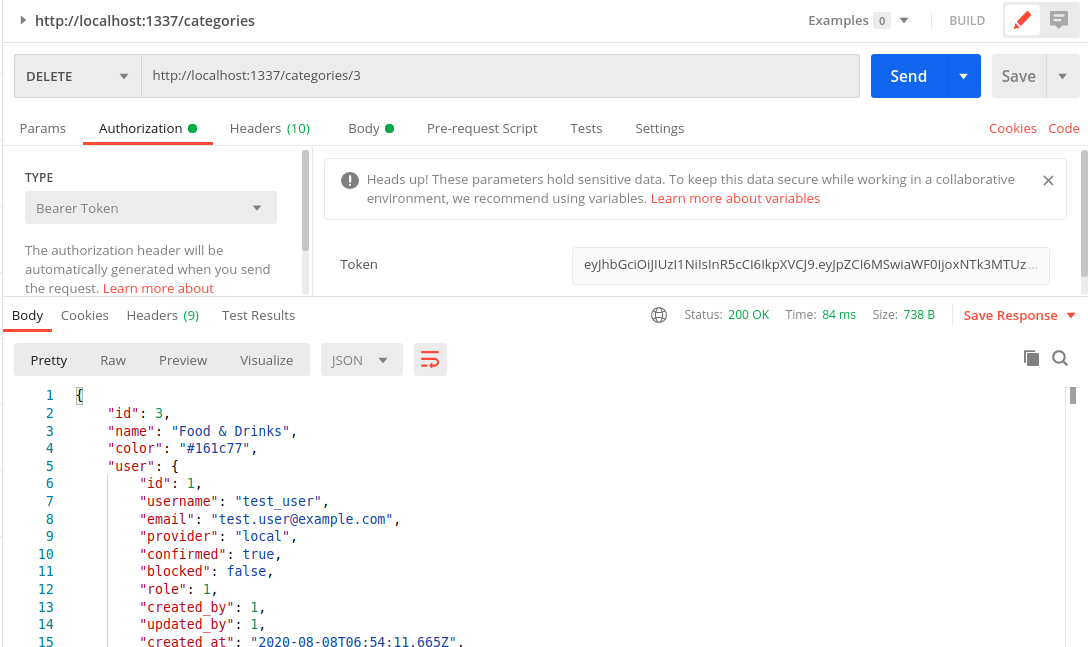 http://localhost:1337/categories Examples 0 BUILD
DELETE http://localhost:1337/categories/3 Send Save
Params Authorization Headers (10) Body Pre-request Script Tests Settings Cookies Code
TYPE
Bearer Token
The authorization header will be
automatically generated when you send
the request. Learn more about
Heads up! These parameters hold sensitive data. To keep this data secure while working in a collaborative
environment, we recommend using variables. Learn more about variables
Token eyJhbGciOiJIUzI1NiIsInR5cCI6IkpXVCJ9.eyJpZCI6MSwiaWF0IjoxNTk3MTUz...
Body Cookies Headers (9) Test Results Status: 200 OK Time: 84 ms Size: 738 B Save Response
Pretty Raw Preview Visualize JSON
1 {
2 "id": 3,
3 "name": "Food & Drinks",
4 "color": "#161c77",
5 "user": {
6 "id": 1,
7 "username": "test_user",
8 "email": "test.user@example.com",
9 "provider": "local",
10 "confirmed": true,
11 "blocked": false,
12 "role": 1,
13 "created_by": 1,
14 "updated_by": 1,
15 "created_at": "2020-08-08T06:54:11.665Z",